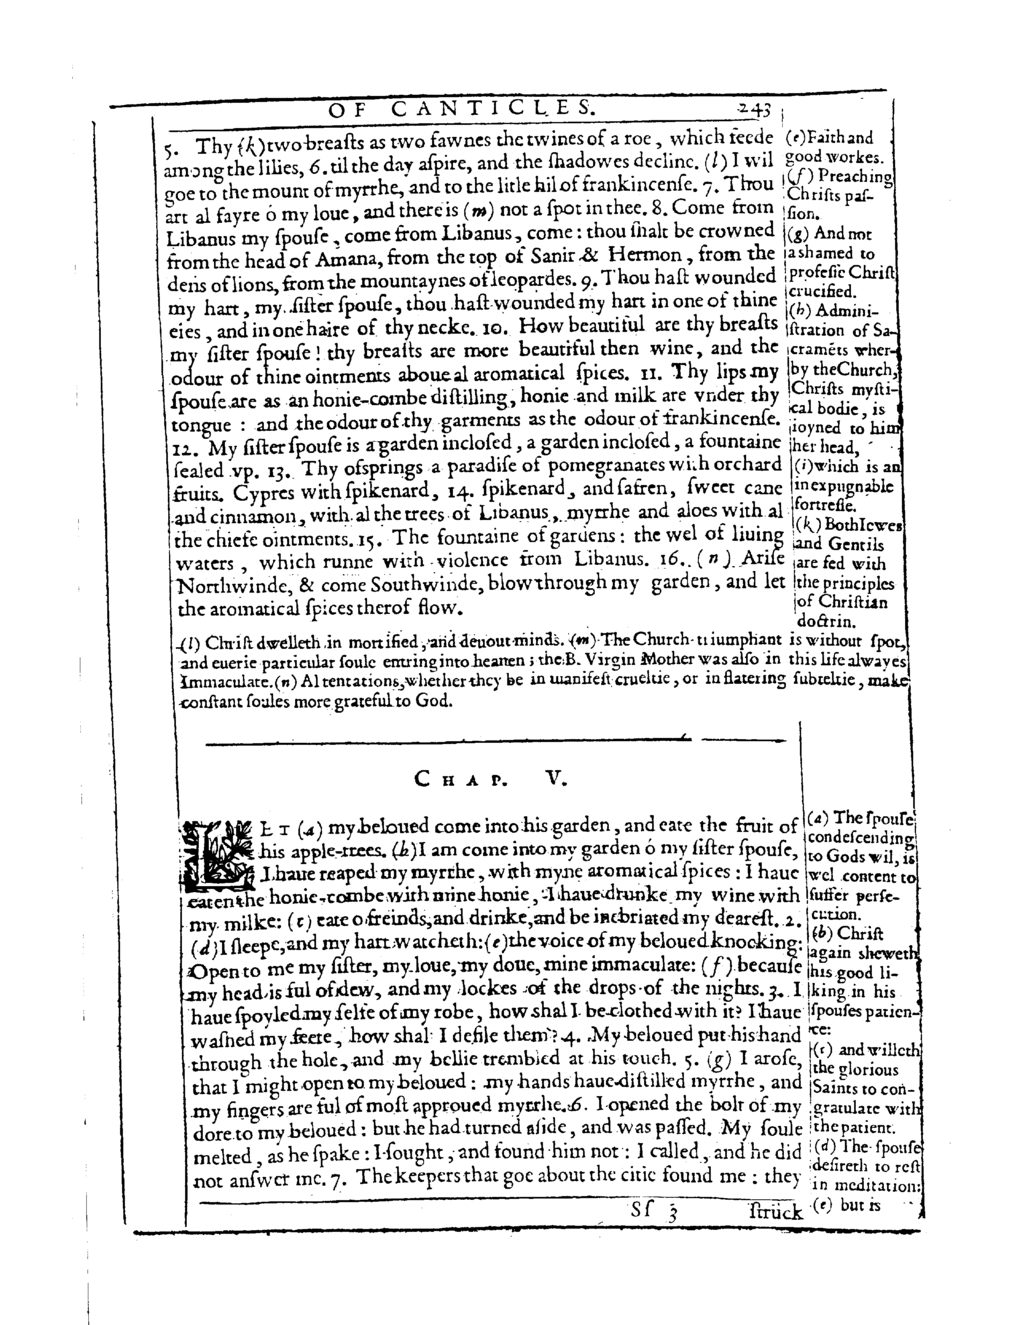 OF CANTICLES. 243
5. Thy (k) two breasts as two fawnes the twines of a roe, which feede
among the lilies, 6. til the day aspire, and the shadowes decline. (l) I wil
goe to the mount of myrrhe, and to the litle hil of frankincense. 7. Thou
art al fayre ó my loue, and there is (m) not a spot in thee. 8. Come from
Libanus my spouse, come from Libanus, come: thou shalt be crowned
from the head of Amana, from the top of Sanir & Hermon, from the
dens of lions, from the mountaynes of leopardes. 9. Thou hast wounded
my hart, my sister spouse, thou hast wounded my hart in one of thine
eies, and in one haire of thy necke. 10. How beautiful are thy breasts
my sister spouse! thy breasts are more beautiful then wine, and the
odour of thine ointments aboue al aromatical spices. 11. Thy lips my
spouse are as an honie-combe distilling, honie and milk are vnder thy
tongue: and the odour of thy garments as the odour of frankincense.
12. My sister spouse is a garden inclosed, a garden inclosed, a fountaine
sealed vp. 13. Thy ofsprings a paradise of pomegranates with orchard
fruits. Cypres with spikenard, 14. spikenard, and safren, sweet cane
and cinnamon, with al the trees of Libanus, myrrhe and aloes with al
the chiefe ointments. 15. The fountaine of gardens: the wel of liuing
waters, which runne with violence from Libanus. 16. (n) Arise
Northwinde, & come Southwinde, blow through my garden, and let
the aromatical spices therof flow.
(e) Faith and
good workes.
(f) Preaching
Christs pas-
sion.
(g) And not
ashamed to
professe Christ
crucified.
(h) Admini-
stration of Sa-
cramēts wher-
by the Church,
Christs mysti-
cal bodie, is
ioyned to him
her head,
(i) which is an
inexpugnable
fortresse.
(k) Both Iewes
and Gentils
are fed with
the principles
of Christian
doctrin.
(l) Christ dwelleth in mortified, and deuout minds. (m) The Church triumphant is without spot,
and euerie particular soule entring into heauen; the B. Virgin Mother was also in this life alwayes
Immaculate. (n) Al tentations, whether they be in manifest crueltie, or in flatering subteltie, make
constant soules more grateful to God.
CHAP. V.
LET (a) my beloued come into his garden, and eate the fruit of
his apple-trees. (b) I am come into my garden ó my sister spouse,
I haue reaped my myrrhe, with myne aromatical spices: I haue
eaten the honie-combe with mine honie, I haue drunke my wine with
my milke: (c) eate o freinds, and drinke, and be inebriated my dearest. 2.
(d) I sleepe, and my hart watcheth: (e) the voice of my beloued knocking:
Open to me my sister, my loue, my doue, mine immaculate: (f) because
my head is ful of dew, and my lockes of the drops of the nights. 3. I
haue spoyled my selfe of my robe, how shal I be clothed with it? I haue
washed my feete, how shal I defile them? 4. My beloued put his hand
through the hole, and my bellie trembled at his touch. 5. (g) I arose,
that I might open to my beloued: my hands haue distilled myrrhe, and
my fingers are ful of most approued myrrhe. 6. I opened the bolt of my
dore to my beloued: but he had turned aside, and was passed. My soule
melted, as he spake: I sought, and found him not: I called, and he did
not answer me. 7. The keepers that goe about the citie found me: they
(a) The spouse
condescending
to Gods wil, is
wel content to
suffer perse-
cution.
(b) Christ
again sheweth
his good li-
king in his
spouses patien-
ce:
(c) and willeth
the glorious
Saints to con-
gratulate with
the patient.
(d) The spouse
desireth to rest
in meditation:
(e) but is
Sf 3 strück